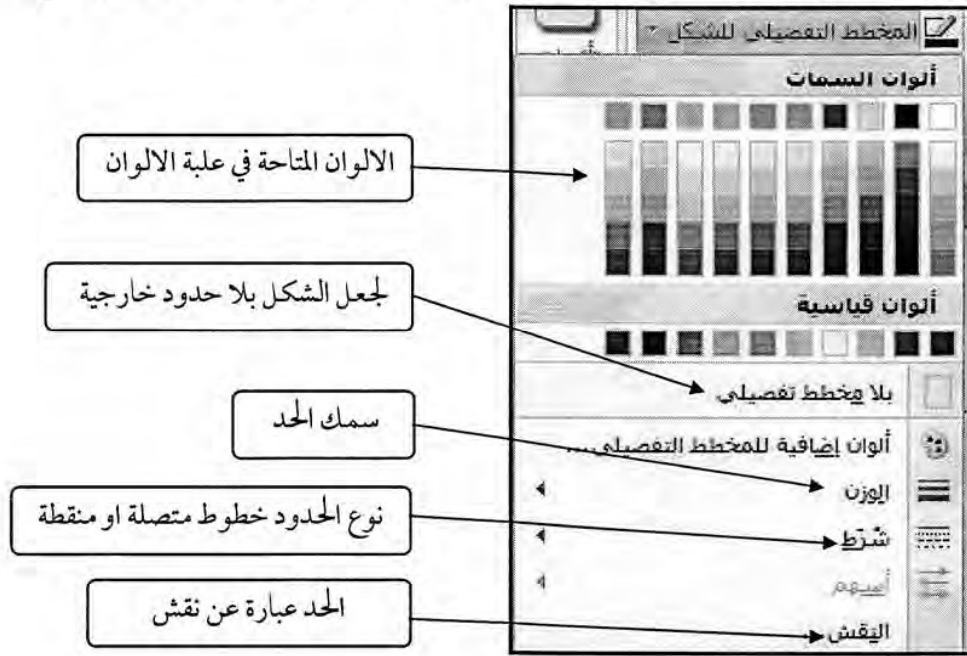 المخطط التفصيلي للشكل
ألوان السمات
الالوان المتاحة في علبة الالوان
لجعل الشكل بلا حدود خارجية
ألوان قياسية
بلا مخطط تفصيلي
سمك الحد
ألوان إضافية للمخطط التفصيلي...
الوزن
نوع الحدود خطوط متصلة او منقطة
شرَط
أسهم
الحد عبارة عن نقش
النقش